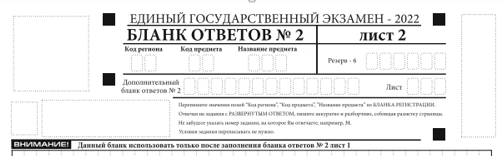 ЕДИНЫЙ ГОСУДАРСТВЕННЫЙ ЭКЗАМЕН - 2022
БЛАНК ОТВЕТОВ № 2 лист 2
Код региона Код предмета Название предмета
Резерв - 6
Дополнительный
бланк ответов № 2
Лист
Перепишите значения полей "Код региона", "Код предмета", "Название предмета" из БЛАНКА РЕГИСТРАЦИИ.
Отвечая на задания с РАЗВЕРНУТЫМ ОТВЕТОМ, пишите аккуратно и разборчиво, соблюдая разметку страницы.
Не забудьте указать номер задания, на которое Вы отвечаете, например, 31.
Условия задания переписывать не нужно.
ВНИМАНИЕ! Данный бланк использовать только после заполнения бланка ответов № 2 лист 1